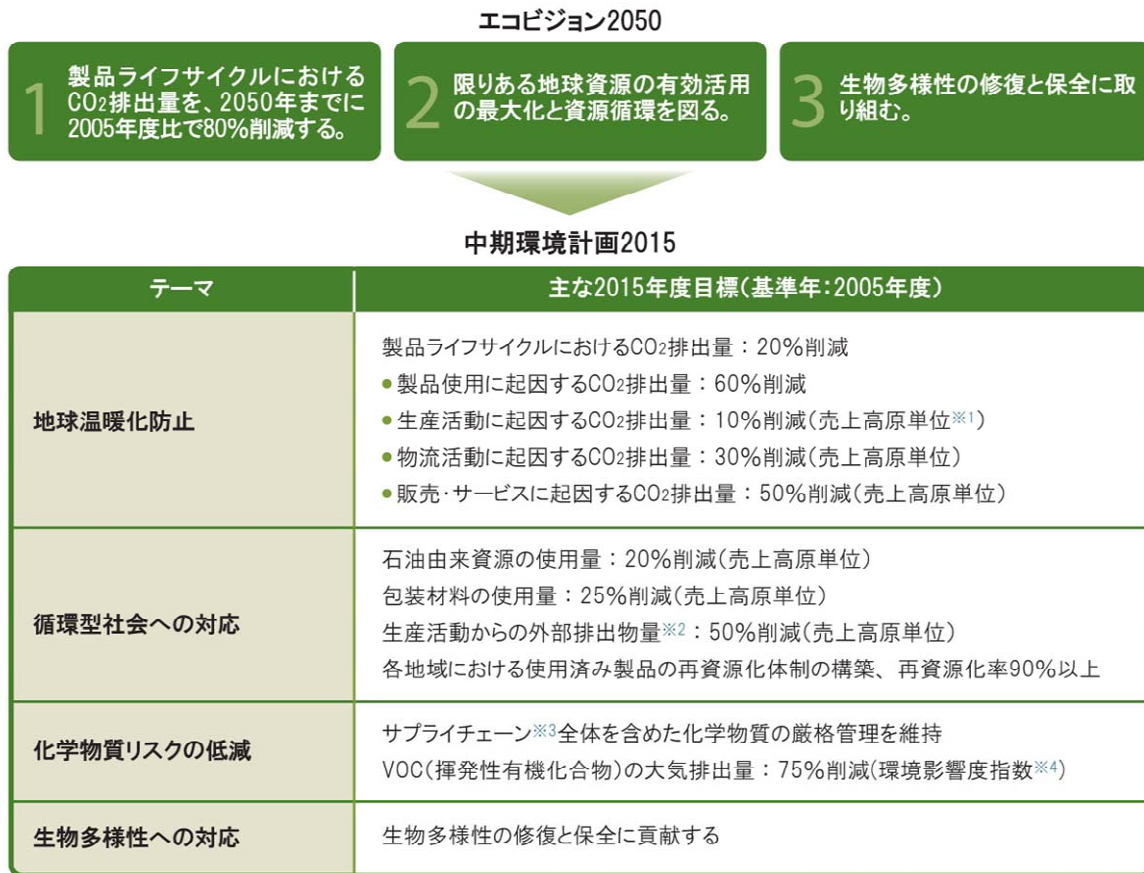 エコビジョン2050
1
製品ライフサイクルにおける
CO2排出量を、2050年までに
2005年度比で80%削減する。
2
限りある地球資源の有効活用
の最大化と資源循環を図る。
3
生物多様性の修復と保全に取
り組む。
中期環境計画2015
テーマ
主な2015年度目標(基準年:2005年度)
地球温暖化防止
製品ライフサイクルにおけるCO2排出量:20%削減
●製品使用に起因するCO2排出量:60%削減
●生産活動に起因するCO2排出量:10%削減(売上高原単位※1)
●物流活動に起因するCO2排出量:30%削減(売上高原単位)
●販売・サービスに起因するCO2排出量:50%削減(売上高原単位)
循環型社会への対応
石油由来資源の使用量:20%削減(売上高原単位)
包装材料の使用量:25%削減(売上高原単位)
生産活動からの外部排出物量※2:50%削減(売上高原単位)
各地域における使用済み製品の再資源化体制の構築、再資源化率90%以上
化学物質リスクの低減
サプライチェーン※3全体を含めた化学物質の厳格管理を維持
VOC(揮発性有機化合物)の大気排出量:75%削減(環境影響度指数※4)
生物多様性への対応
生物多様性の修復と保全に貢献する